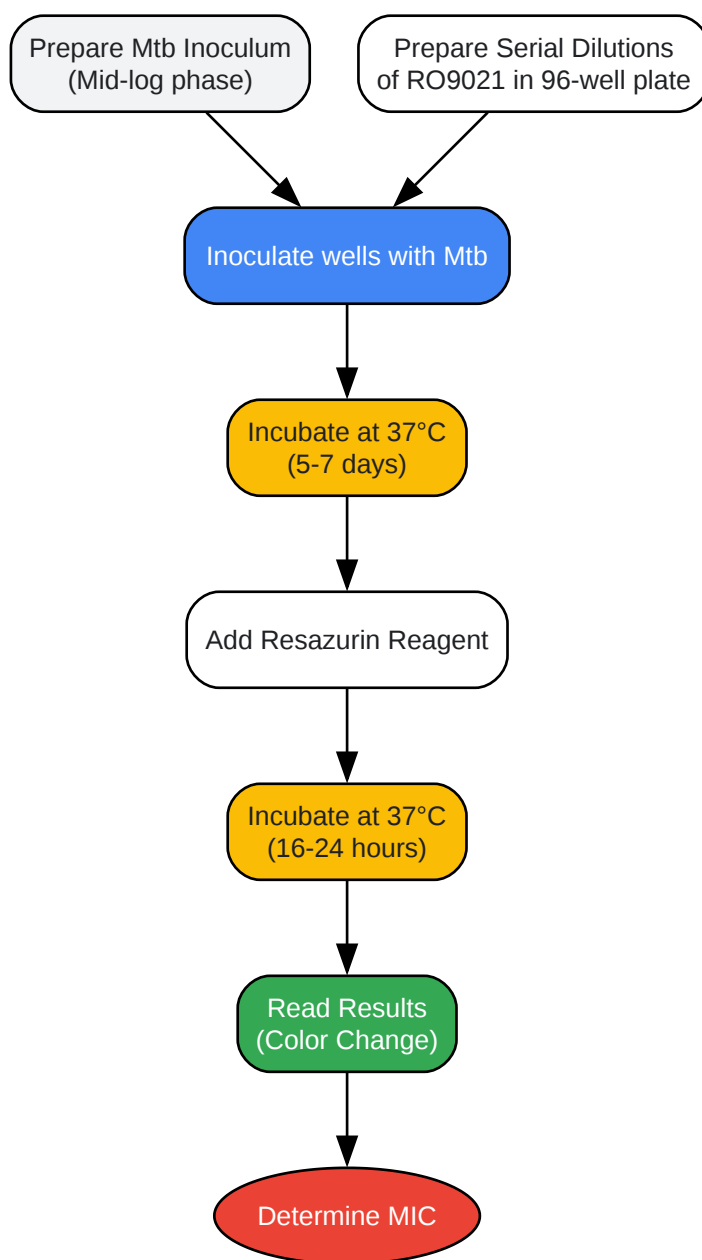 Prepare Mtb Inoculum
(Mid-log phase)
Prepare Serial Dilutions
of RO9021 in 96-well plate
Inoculate wells with Mtb
Incubate at 37°C
(5-7 days)
Add Resazurin Reagent
Incubate at 37°C
(16-24 hours)
Read Results
(Color Change)
Determine MIC